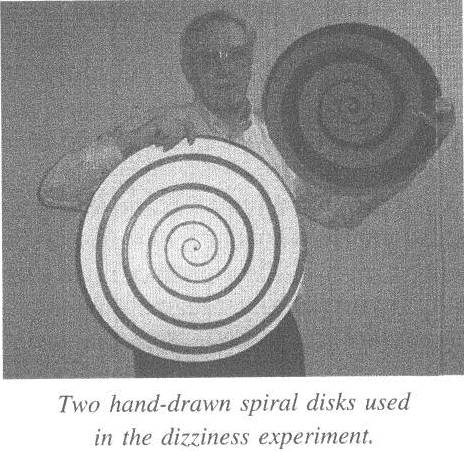 Two hand-drawn spiral disks used
in the dizziness experiment.